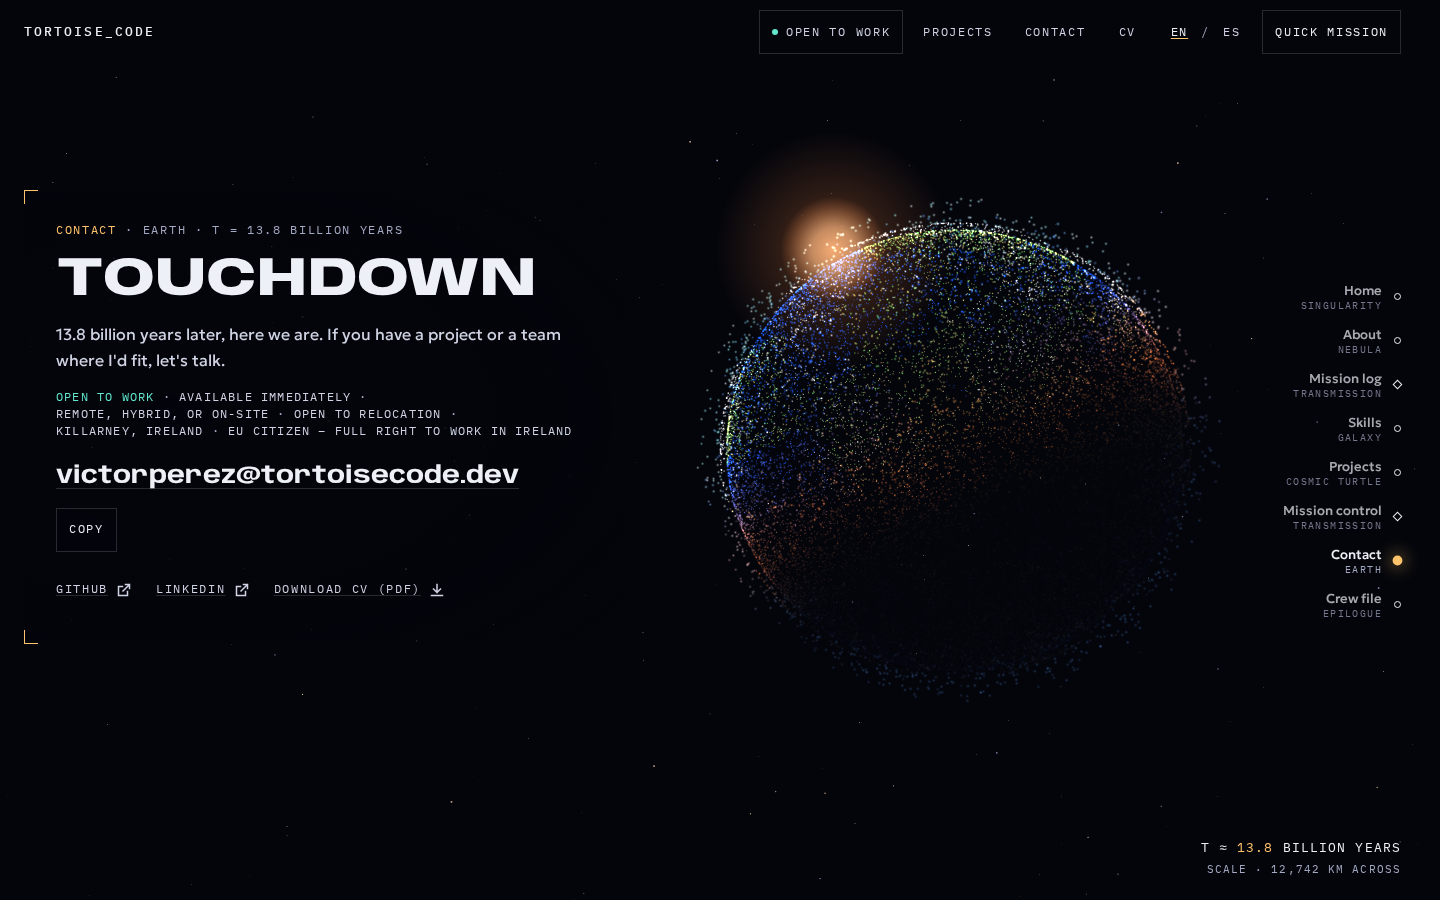 TORTOISE_CODE
OPEN TO WORK
PROJECTS
CONTACT
CV
EN / ES
QUICK MISSION
CONTACT · EARTH · T = 13.8 BILLION YEARS
TOUCHDOWN
13.8 billion years later, here we are. If you have a project or a team
where I'd fit, let's talk.
OPEN TO WORK · AVAILABLE IMMEDIATELY ·
REMOTE, HYBRID, OR ON-SITE · OPEN TO RELOCATION ·
KILLARNEY, IRELAND · EU CITIZEN – FULL RIGHT TO WORK IN IRELAND
victorperez@tortoisecode.dev
COPY
GITHUB
LINKEDIN
DOWNLOAD CV (PDF)
Home
SINGULARITY
About
NEBULA
Mission log
TRANSMISSION
Skills
GALAXY
Projects
COSMIC TURTLE
Mission control
TRANSMISSION
Contact
EARTH
Crew file
EPILOGUE
T ≈ 13.8 BILLION YEARS
SCALE · 12,742 KM ACROSS